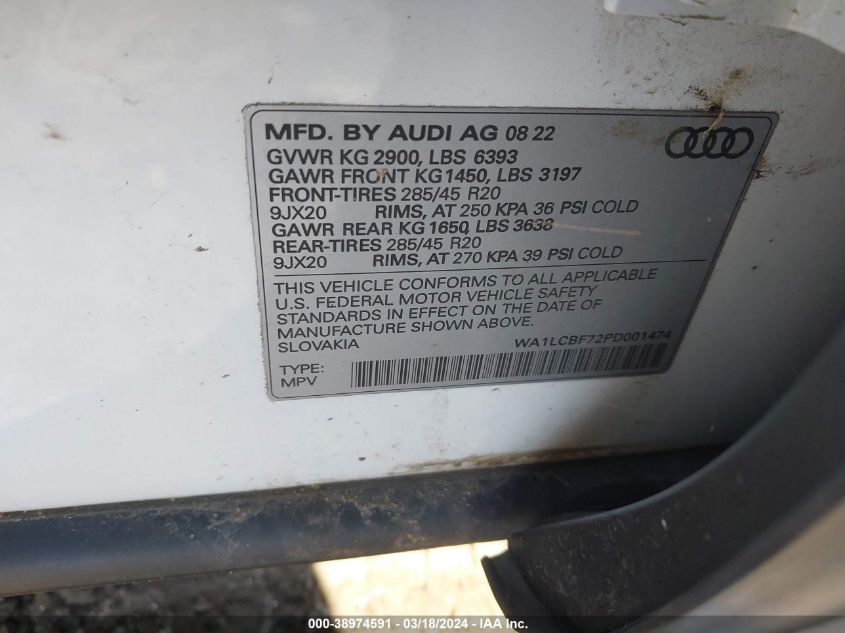 MFD. BY AUDI AG 08 22
GVWR KG 2900, LBS 6393
GAWR FRONT KG 1450, LBS 3197
FRONT-TIRES 285/45 R20
9JX20 RIMS, AT 250 KPA 36 PSI COLD
GAWR REAR KG 1650, LBS 3638
REAR-TIRES 285/45 R20
9JX20 RIMS, AT 270 KPA 39 PSI COLD
THIS VEHICLE CONFORMS TO ALL APPLICABLE
U.S. FEDERAL MOTOR VEHICLE SAFETY
STANDARDS IN EFFECT ON THE DATE OF
MANUFACTURE SHOWN ABOVE.
SLOVAKIA WA1LCBF72PD001474
TYPE:
MPV
000-38974591 - 03/18/2024 - IAAI Inc.